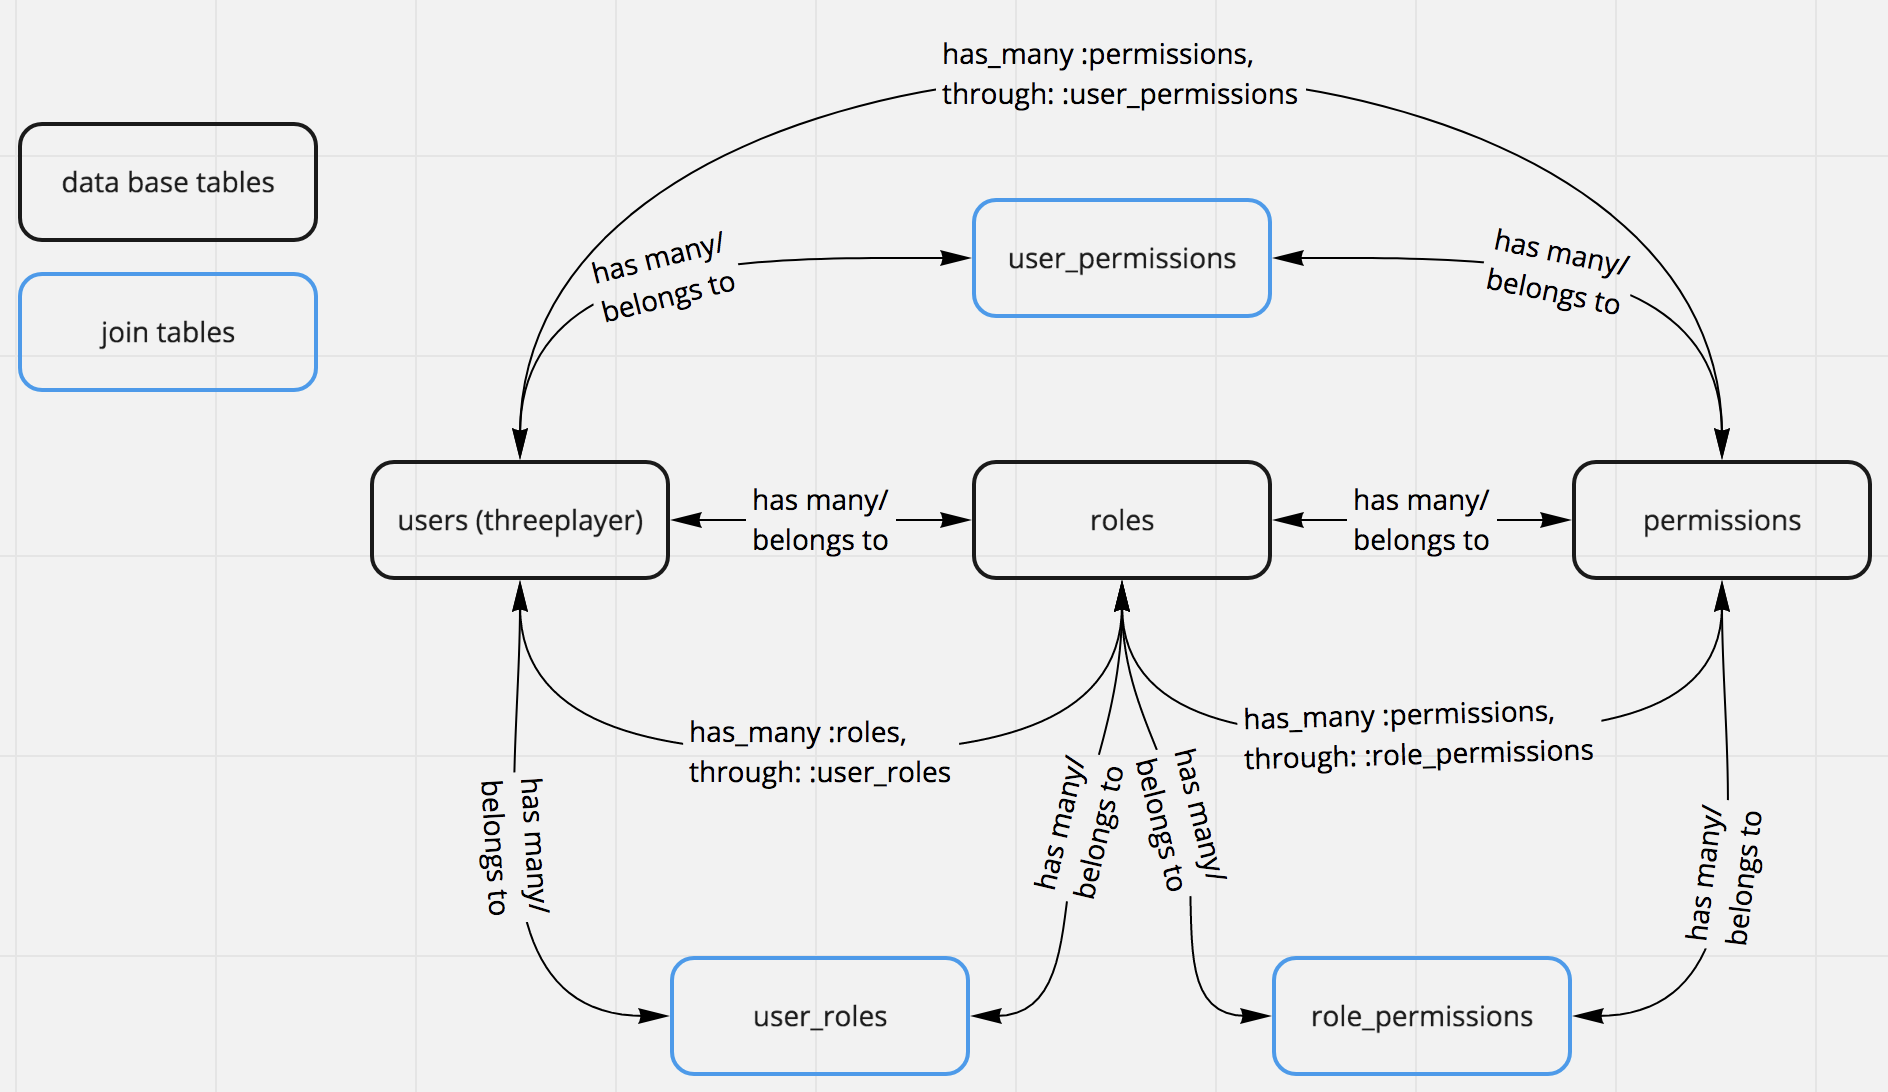 has_many :permissions,
through: :user_permissions
data base tables
join tables
has many/
belongs to
user_permissions
has many/
belongs to
users (threeplayer)
has many/
belongs to
roles
has many/
belongs to
permissions
has_many :roles,
through: :user_roles
has_many :permissions,
through: :role_permissions
has many/
belongs to
has many/
belongs to
has many/
belongs to
has many/
belongs to
user_roles
role_permissions